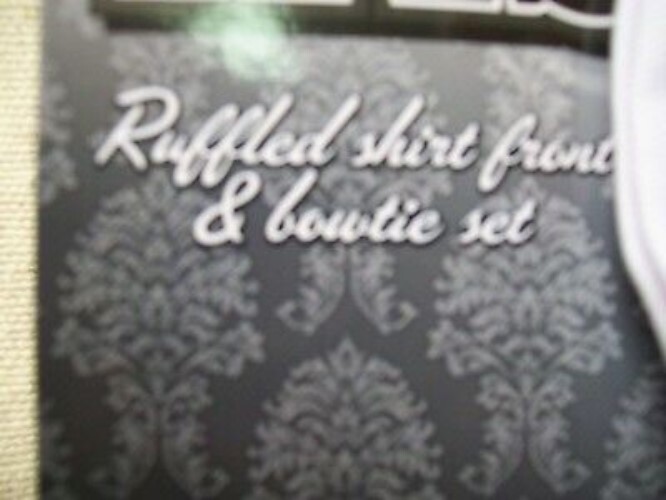 Ruffled shirt front
& bowtie set